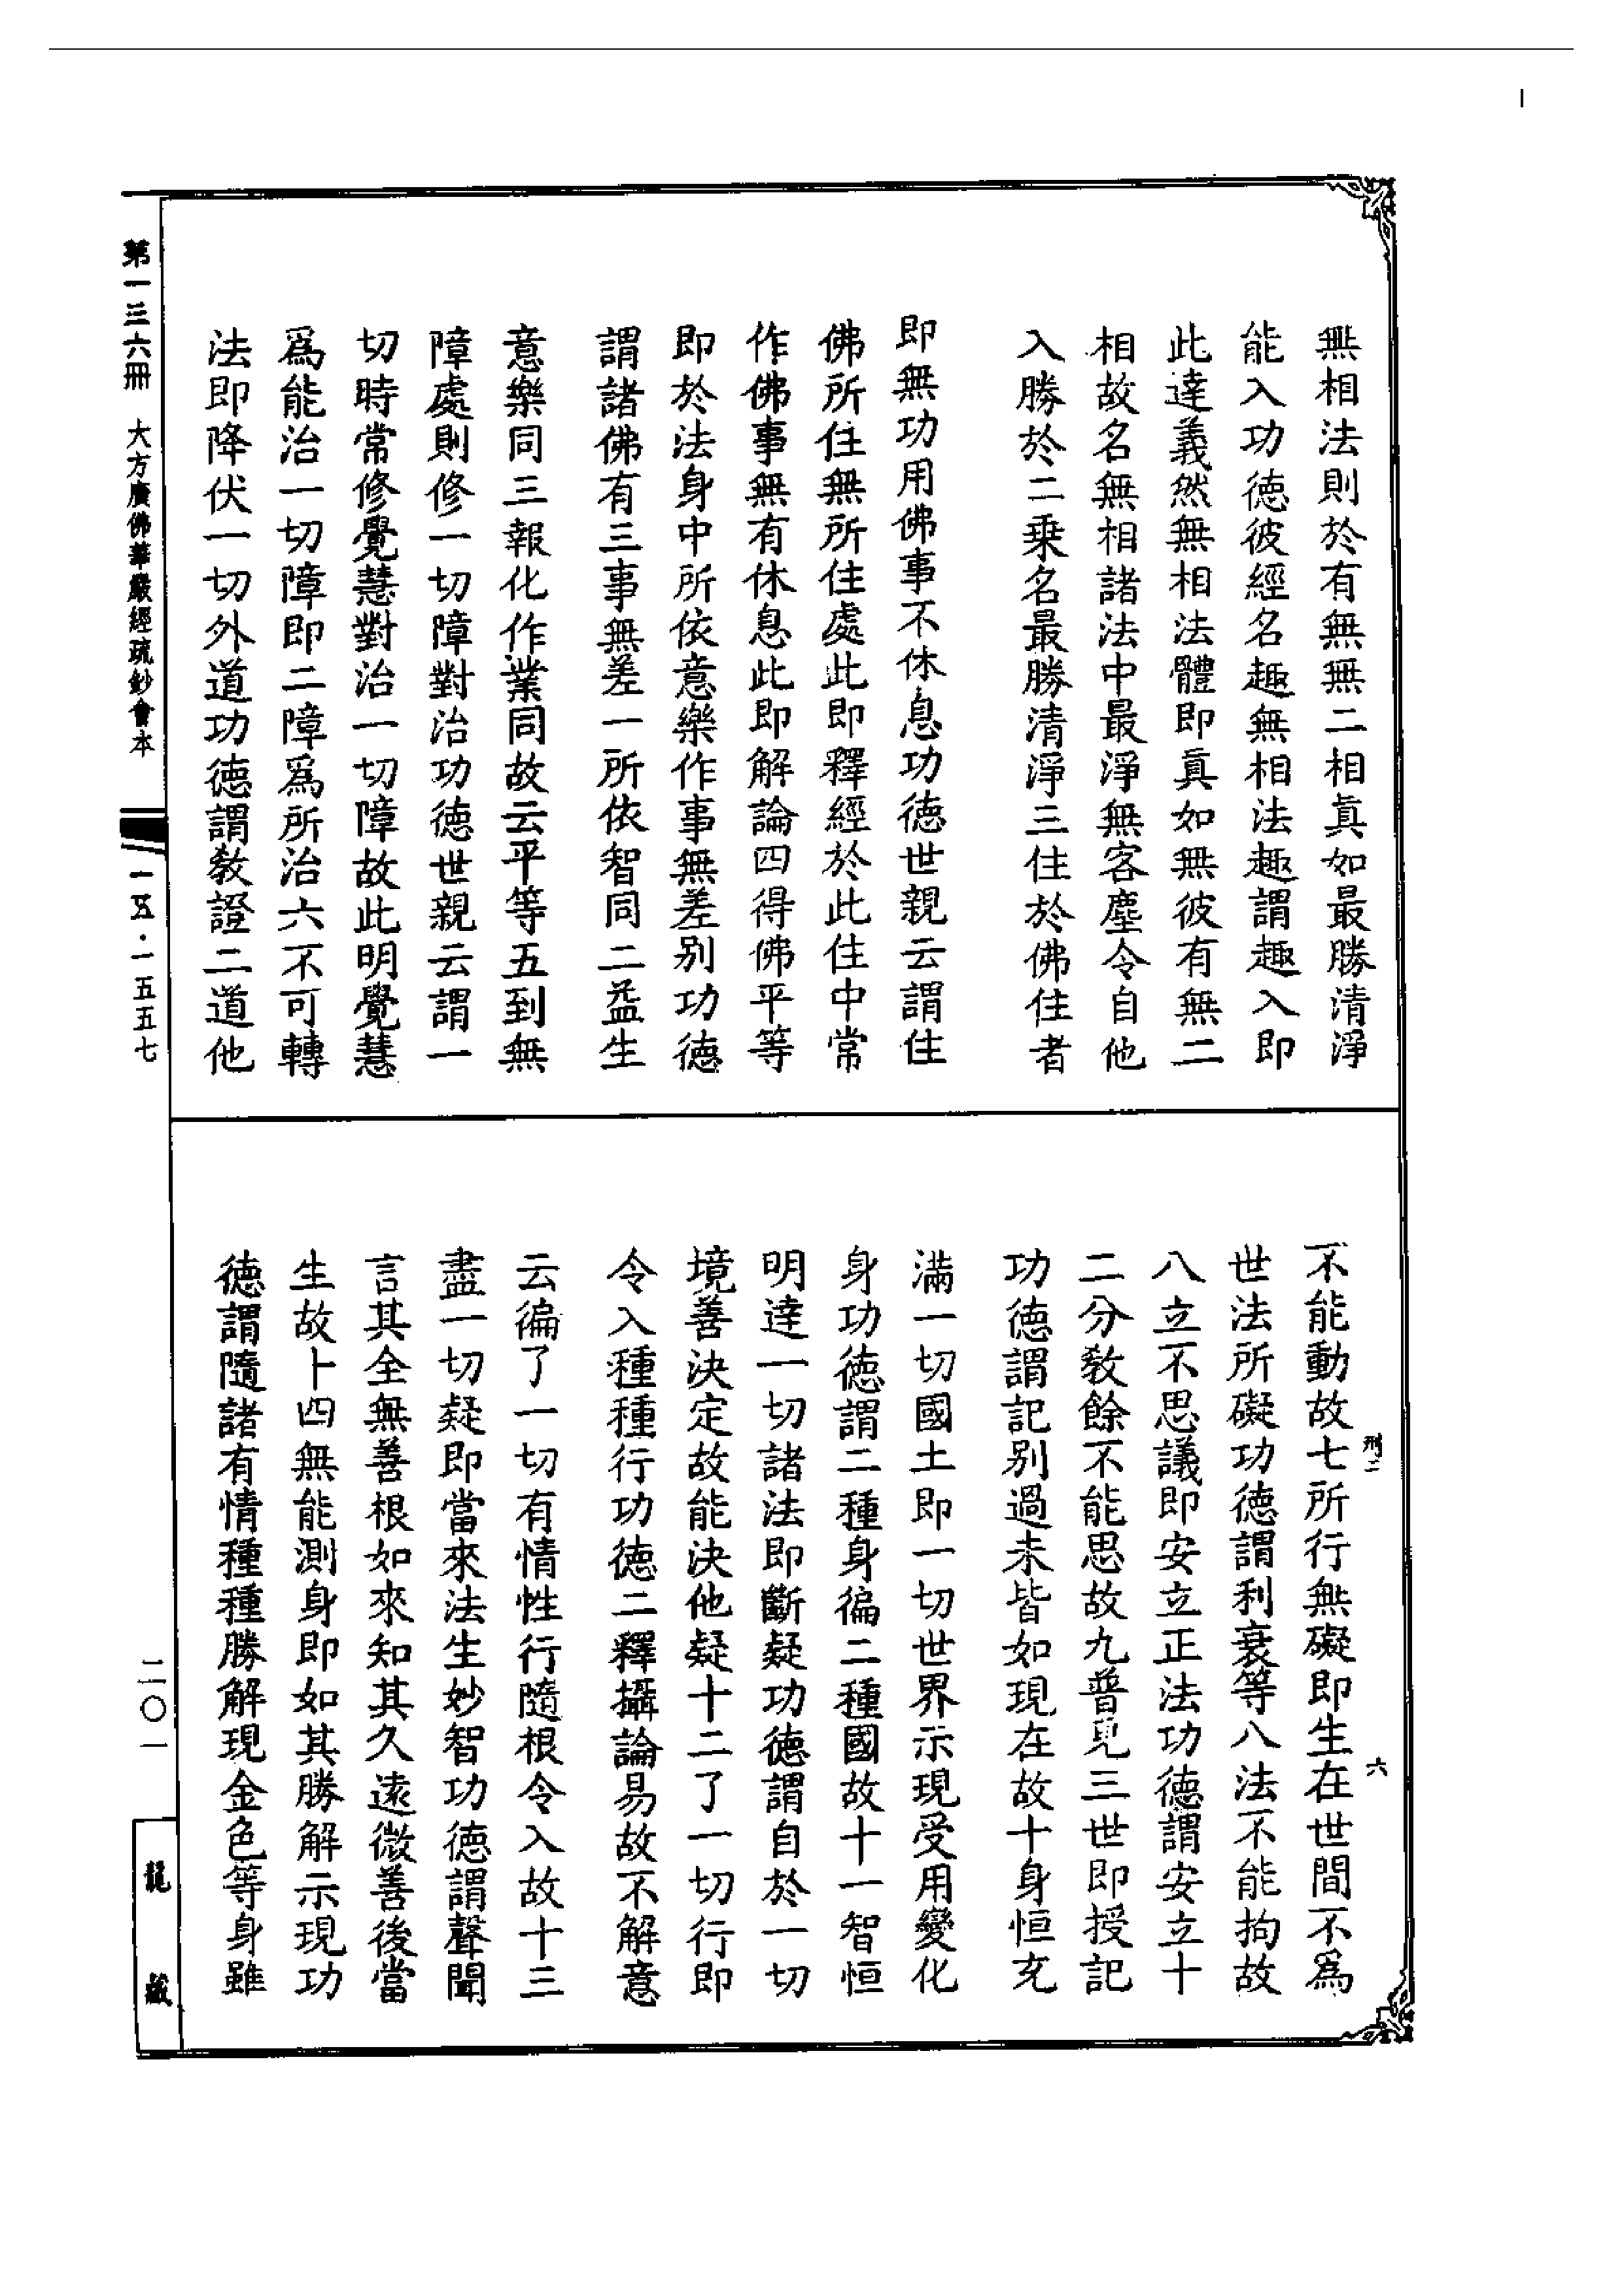 無相法則於有無無二相眞如最勝清淨
能入功德彼經名趣無相法趣謂趣入即
此達義然無相法體即眞如無彼有無二
相故名無相諸法中最淨無客塵令自他
入勝於二乗名最勝清淨三住於佛住者
即無功用佛事不休息功德世親云謂住
佛所住無所住處此即釋經於此住中常
作佛事無有休息此即解論四得佛平等
即於法身中所依意樂作事無差别功德
謂諸佛有三事無差一所依智同二益生
意樂同三報化作業同故云平等五到無
障處則修一切障對治功德世親云謂一
切時常修覺慧對治一切障故此明覺慧
爲能治一切障即二障爲所治六不可轉
法即降伏一切外道功德謂敎證二道他
不能動故七所行無礙即生在世間不爲
世法所礙功德謂利衰等八法不能拘故
八立不思議即安立正法功德謂安立十
二分敎餘不能思故九普見三世即授記
功德謂記别過未皆如現在故十身恒充
滿一切國土即一切世界示現受用變化
身功德謂二種身徧二種國故十一智恒
明達一切諸法即斷疑功德謂自於一切
境善決定故能決他疑十二了一切行即
令入種種行功德二釋攝論易故不解意
云徧了一切有情性行隨根令入故十三
盡一切疑即當來法生妙智功德謂聲聞
言其全無善根如來知其久遠微善後當
生故十四無能測身即如其勝解示現功
德謂隨諸有情種種勝解現金色等身雖
刑二
六
第一三六冊　大方廣佛華嚴經疏鈔會本
一五·一五五七
二〇一
龍藏